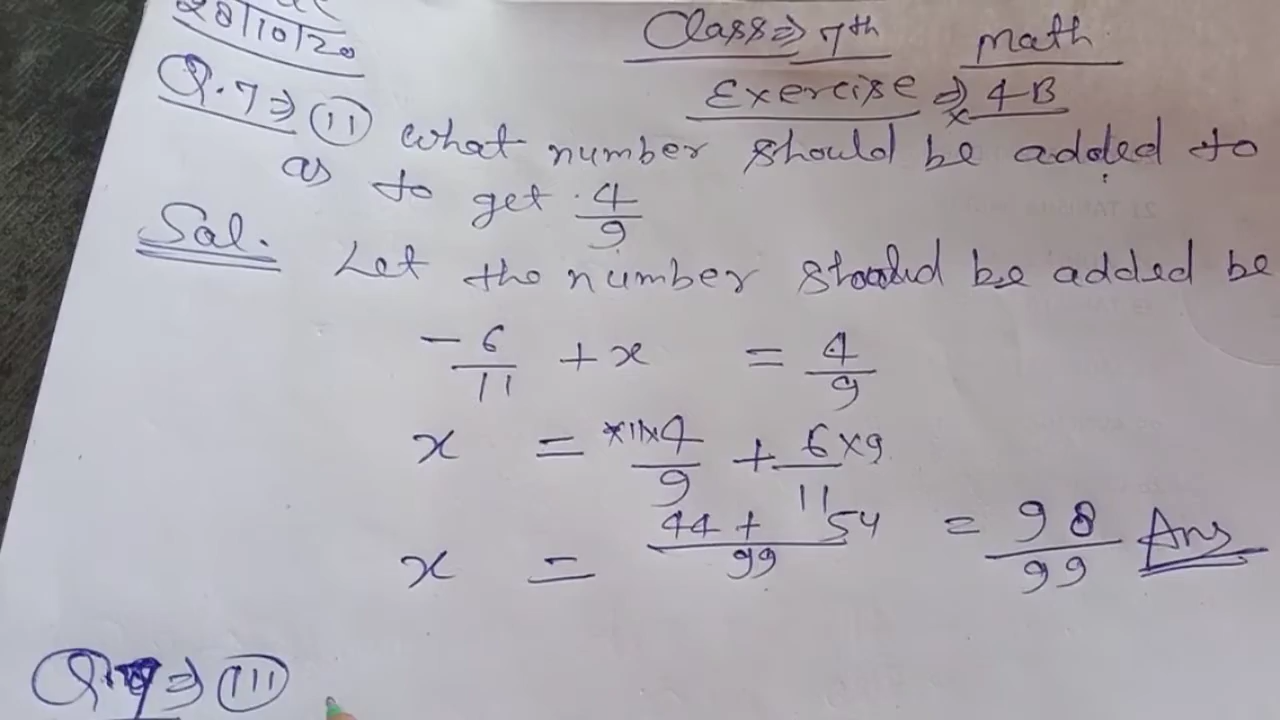 28/10/20
Class⇒ 7th Math
Exercise ⇒ 4B
Q.7⇒ (II) What number should be added to
as to get 4/9
Sol. Let the number should be added be
-6/11 + x = 4/9
x = ×11×4/9 + 6×9/11
x = 44 + 54/99 = 98/99 Ans
Q.7⇒ (III)